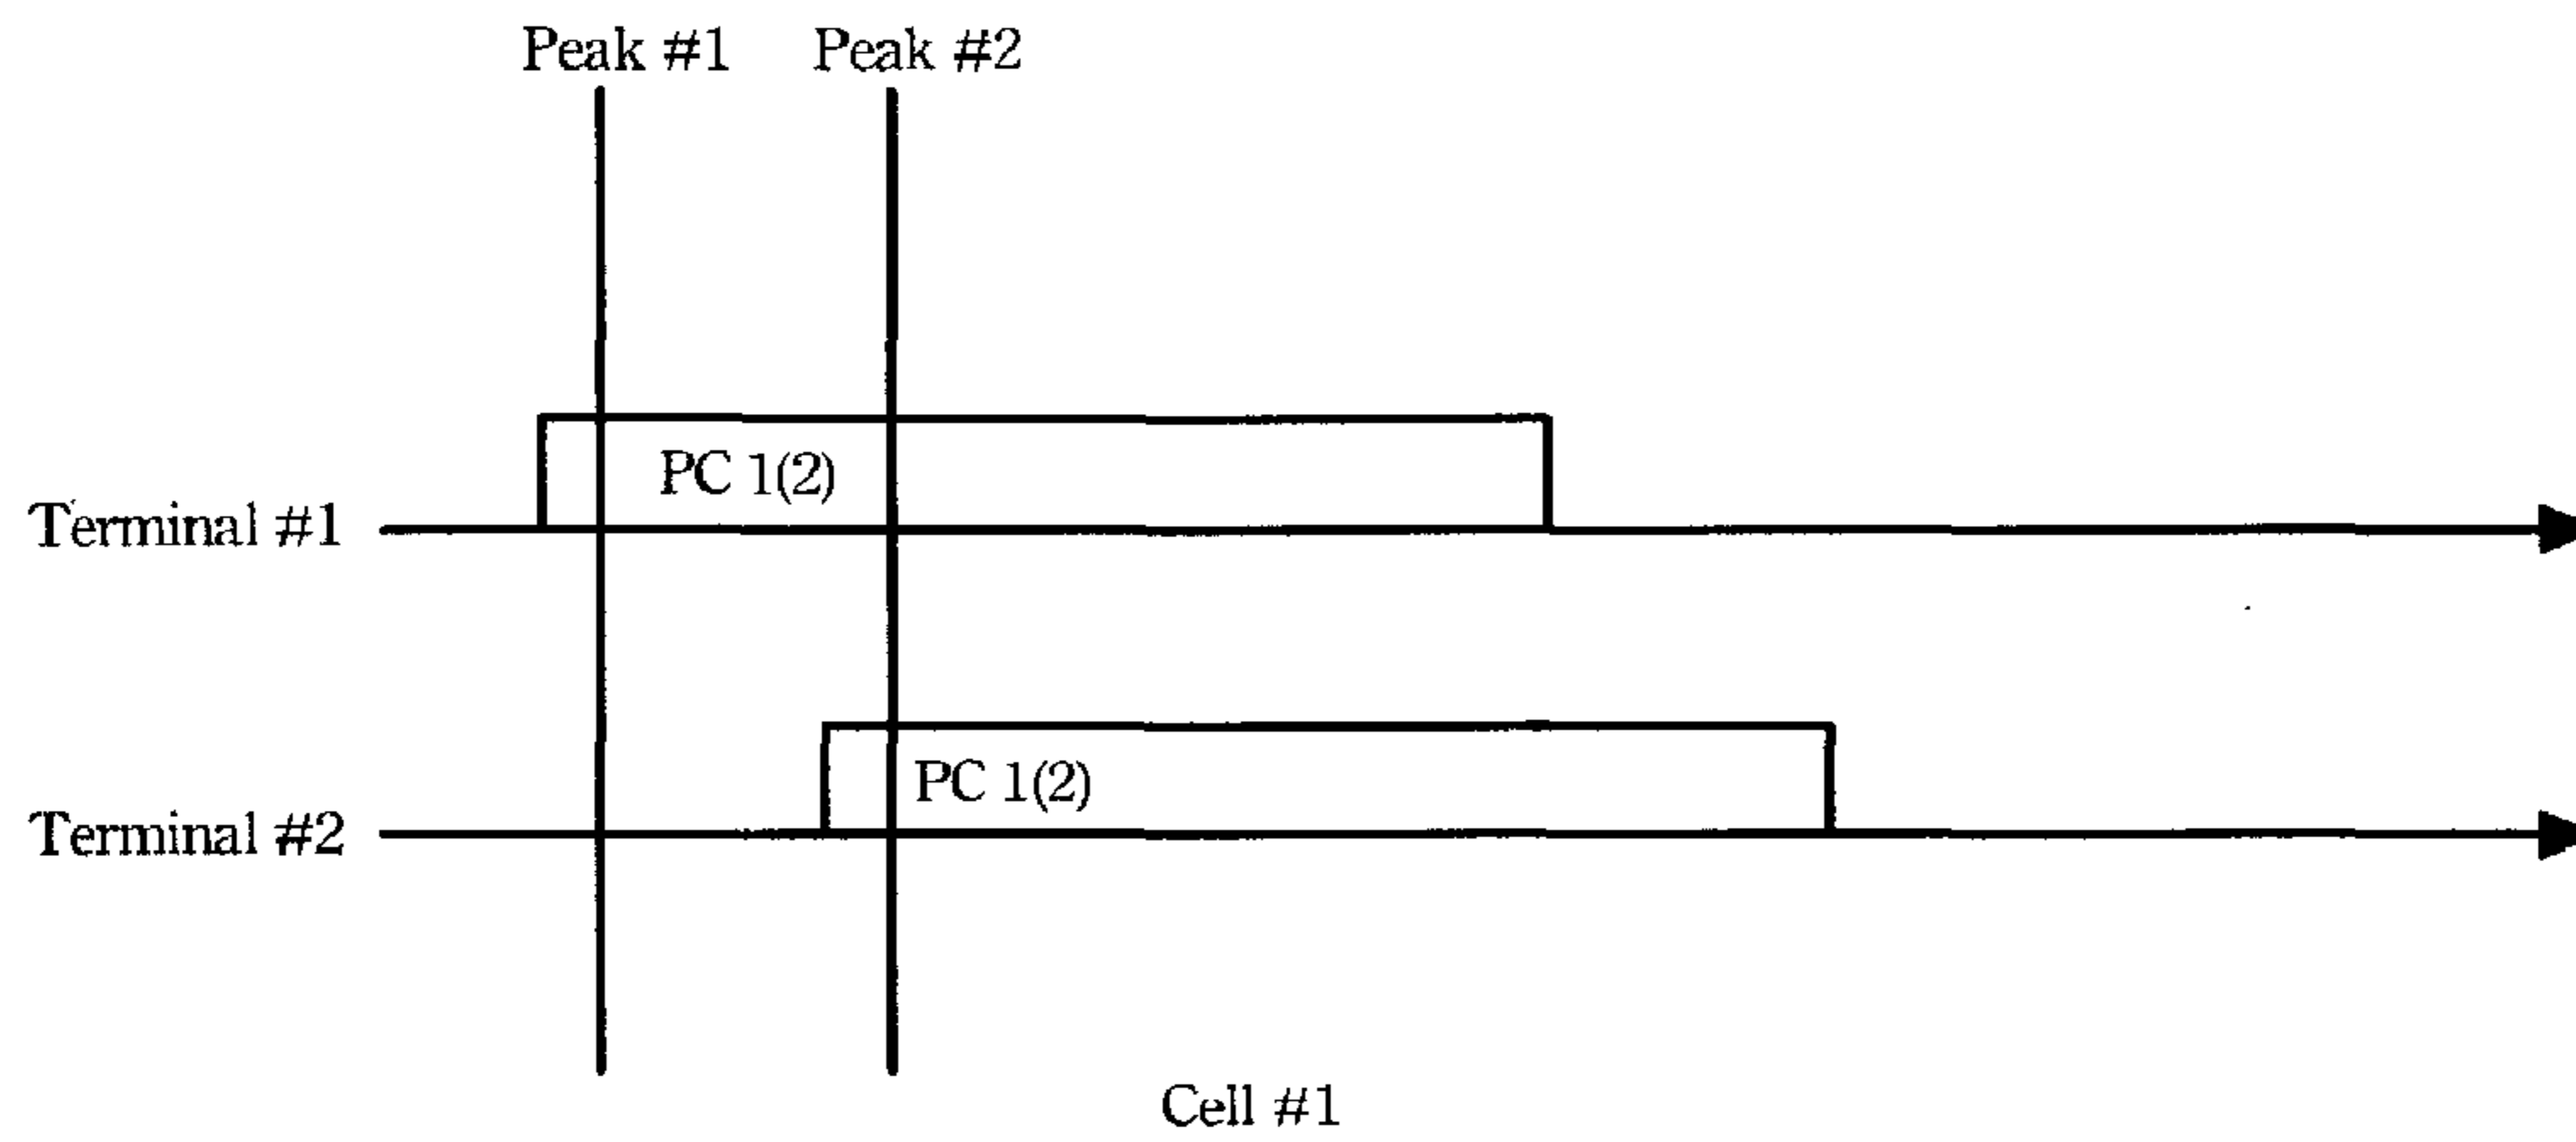 Peak #1 Peak #2
PC 1(2)
Terminal #1
PC 1(2)
Terminal #2
Cell #1